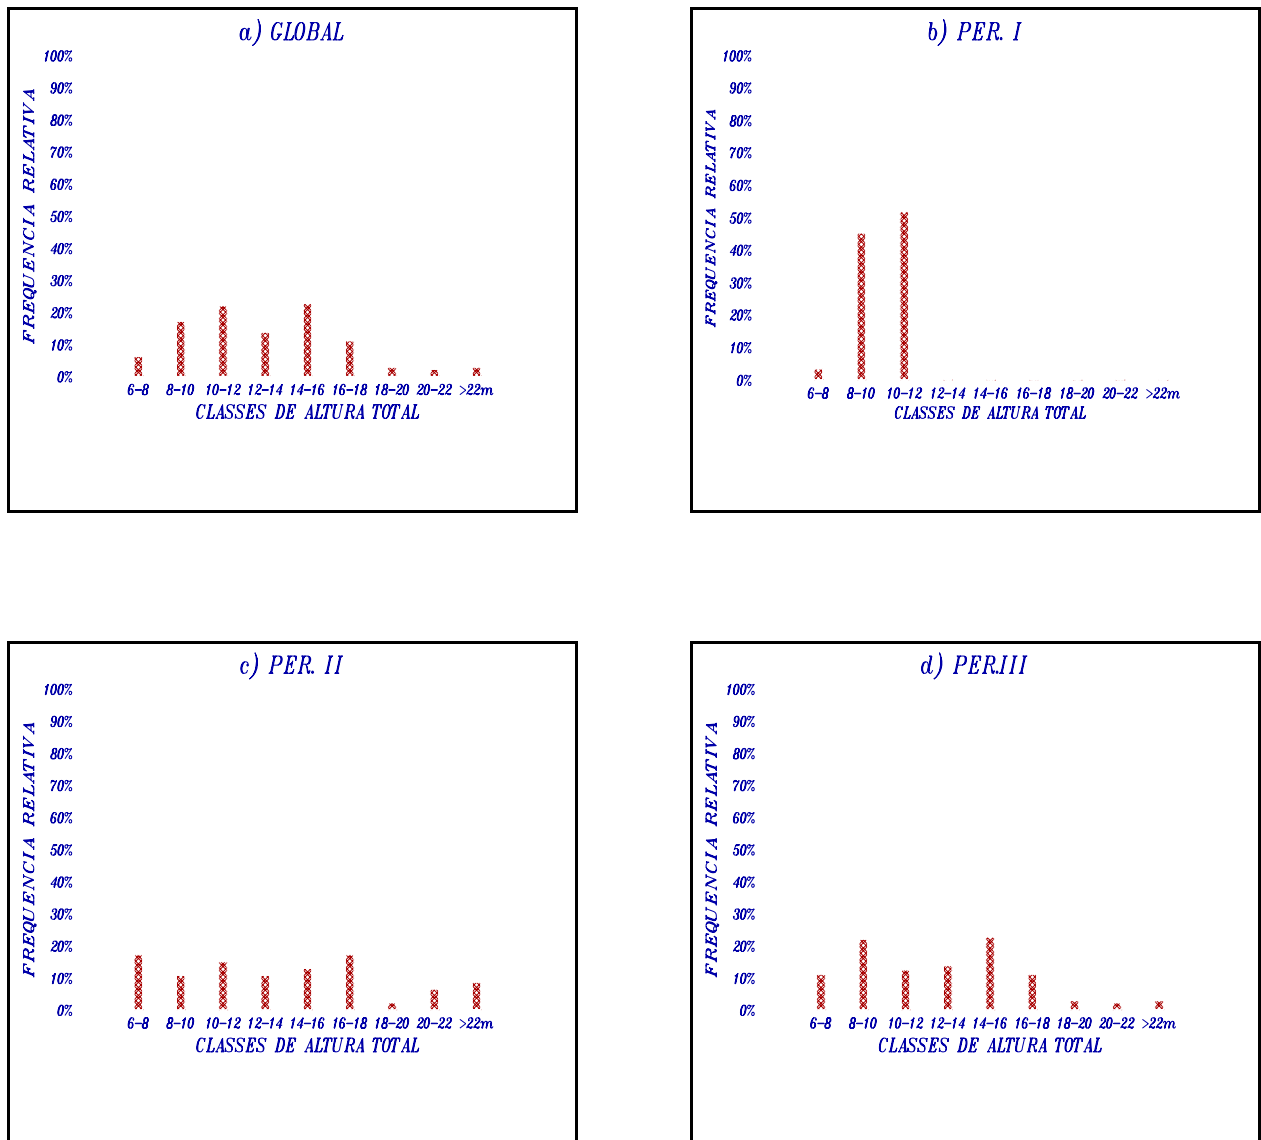 a) GLOBAL
100%
90%
80%
70%
60%
50%
40%
30%
20%
10%
0%
FREQUENCIA RELATIVA
6-8 8-10 10-12 12-14 14-16 16-18 18-20 20-22 >22m
CLASSES DE ALTURA TOTAL
b) PER. I
100%
90%
80%
70%
60%
50%
40%
30%
20%
10%
0%
FREQUENCIA RELATIVA
6-8 8-10 10-12 12-14 14-16 16-18 18-20 20-22 >22m
CLASSES DE ALTURA TOTAL
c) PER. II
100%
90%
80%
70%
60%
50%
40%
30%
20%
10%
0%
FREQUENCIA RELATIVA
6-8 8-10 10-12 12-14 14-16 16-18 18-20 20-22 >22m
CLASSES DE ALTURA TOTAL
d) PER.III
100%
90%
80%
70%
60%
50%
40%
30%
20%
10%
0%
FREQUENCIA RELATIVA
6-8 8-10 10-12 12-14 14-16 16-18 18-20 20-22 >22m
CLASSES DE ALTURA TOTAL